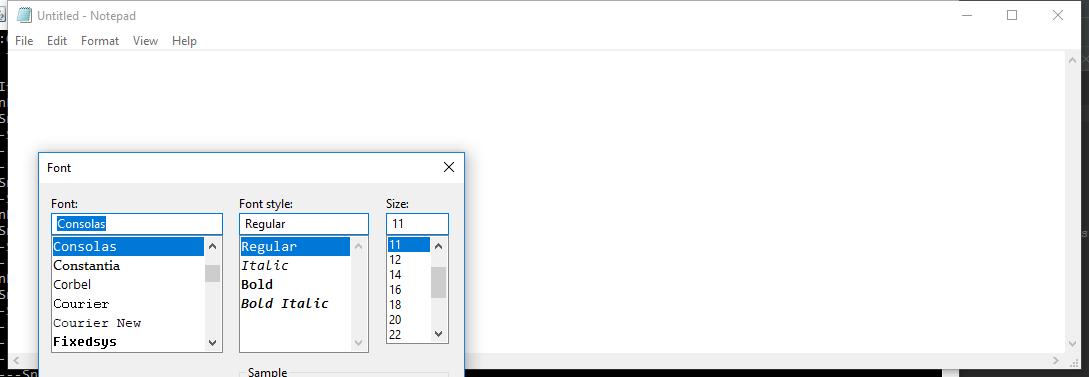 Untitled - Notepad
File Edit Format View Help
Font
Font: Font style: Size:
Consolas Regular 11
Consolas Regular 11
Constantia Italic 12
Corbel Bold 14
Courier Bold Italic 16
Courier New 18
Fixedsys 20
22
Sample